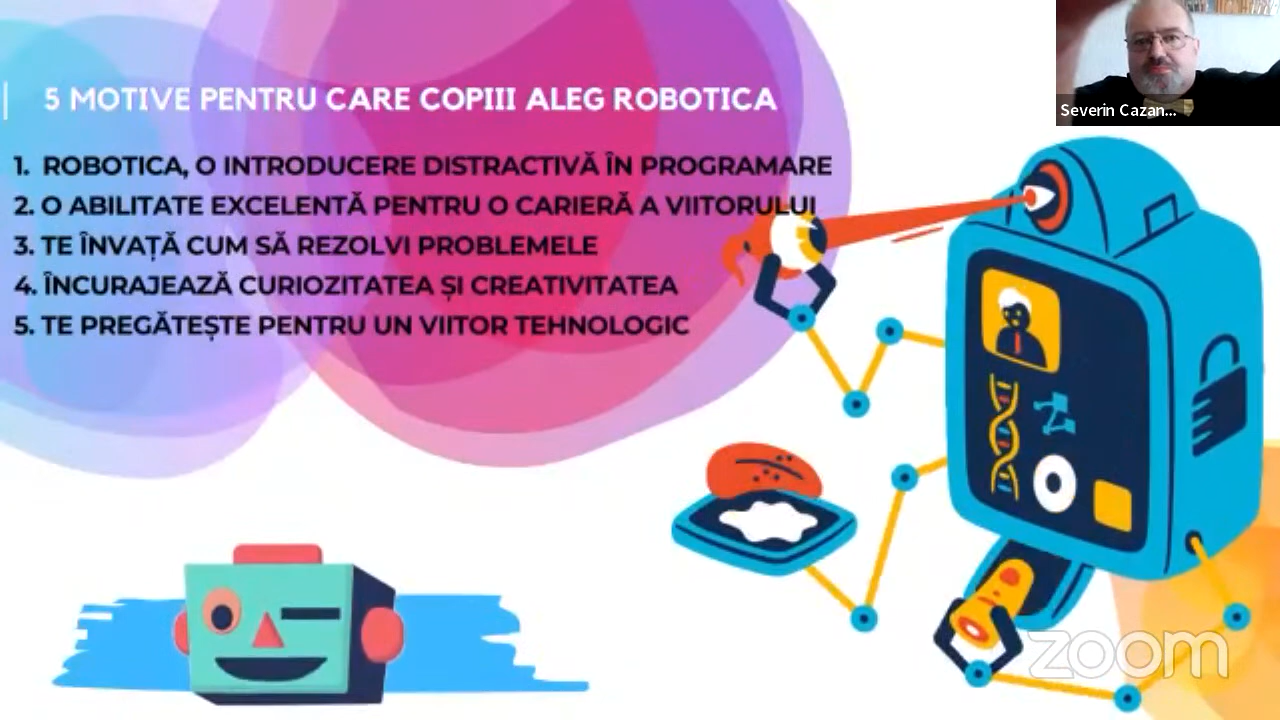 5 MOTIVE PENTRU CARE COPIII ALEG ROBOTICA
1. ROBOTICA, O INTRODUCERE DISTRACTIVĂ ÎN PROGRAMARE
2. O ABILITATE EXCELENTĂ PENTRU O CARIERĂ A VIITORULUI
3. TE ÎNVAȚĂ CUM SĂ REZOLVI PROBLEMELE
4. ÎNCURAJEAZĂ CURIOZITATEA ȘI CREATIVITATEA
5. TE PREGĂTEȘTE PENTRU UN VIITOR TEHNOLOGIC
Severin Cazan...
zoom